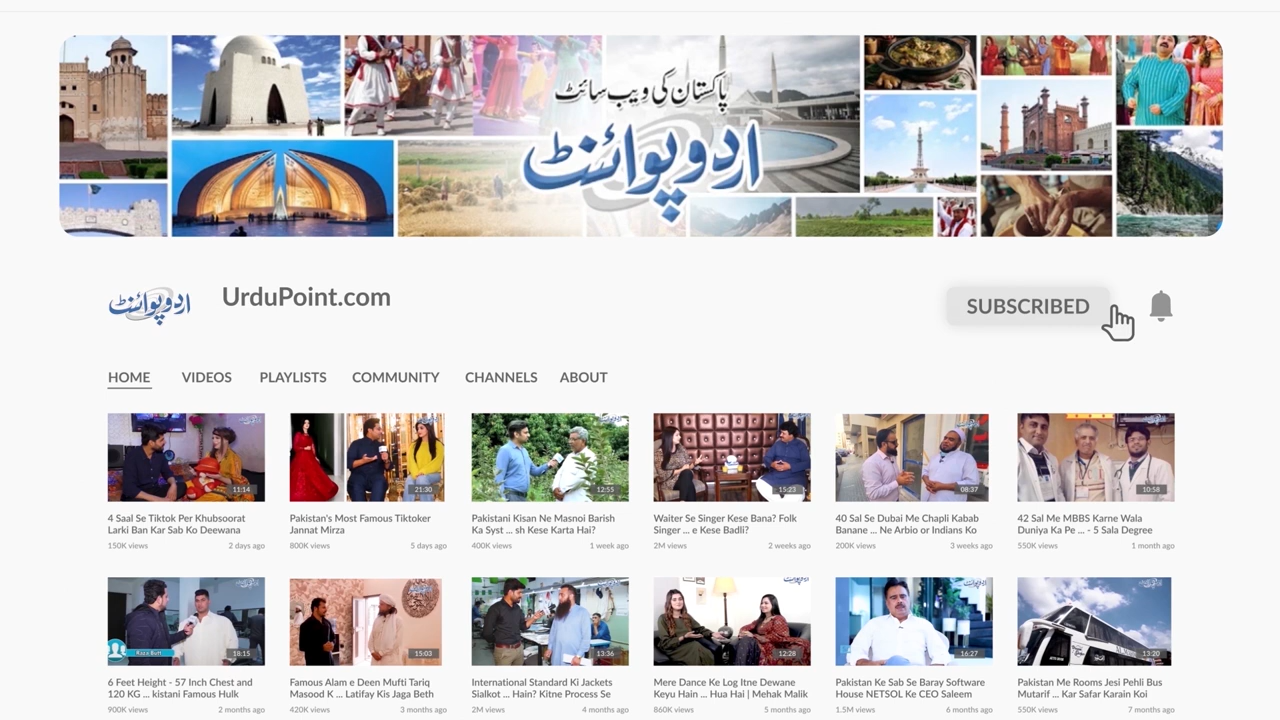 پاکستان کی ویب سائٹ
اردوپوائنٹ
اردوپوائنٹ
UrduPoint.com
SUBSCRIBED
HOME VIDEOS PLAYLISTS COMMUNITY CHANNELS ABOUT
11:14 21:30 12:55 15:23 08:37 10:58
4 Saal Se Tiktok Per Khubsoorat
Larki Ban Kar Sab Ko Deewana
150K views 2 days ago
Pakistan's Most Famous Tiktoker
Jannat Mirza
800K views 5 days ago
Pakistani Kisan Ne Masnoi Barish
Ka Syst ... sh Kese Karta Hai?
400K views 1 week ago
Waiter Se Singer Kese Bana? Folk
Singer ... e Kese Badli?
2M views 2 weeks ago
40 Sal Se Dubai Me Chapli Kabab
Banane ... Ne Arbio or Indians Ko
200K views 3 weeks ago
42 Sal Me MBBS Karne Wala
Duniya Ka Pe ... - 5 Sala Degree
550K views 1 month ago
Raza Butt
18:15 15:03 13:36 12:28 16:27 13:20
6 Feet Height - 57 Inch Chest and
120 KG ... kistani Famous Hulk
900K views 2 months ago
Famous Alam e Deen Mufti Tariq
Masood K ... Latifay Kis Jaga Beth
420K views 3 months ago
International Standard Ki Jackets
Sialkot ... Hain? Kitne Process Se
2M views 4 months ago
Mere Dance Ke Log Itne Dewane
Keyu Hain ... Hua Hai | Mehak Malik
860K views 5 months ago
Pakistan Ke Sab Se Baray Software
House NETSOL Ke CEO Saleem
1.5M views 6 months ago
Pakistan Me Rooms Jesi Pehli Bus
Mutarif ... Kar Safar Karain Koi
550K views 7 months ago